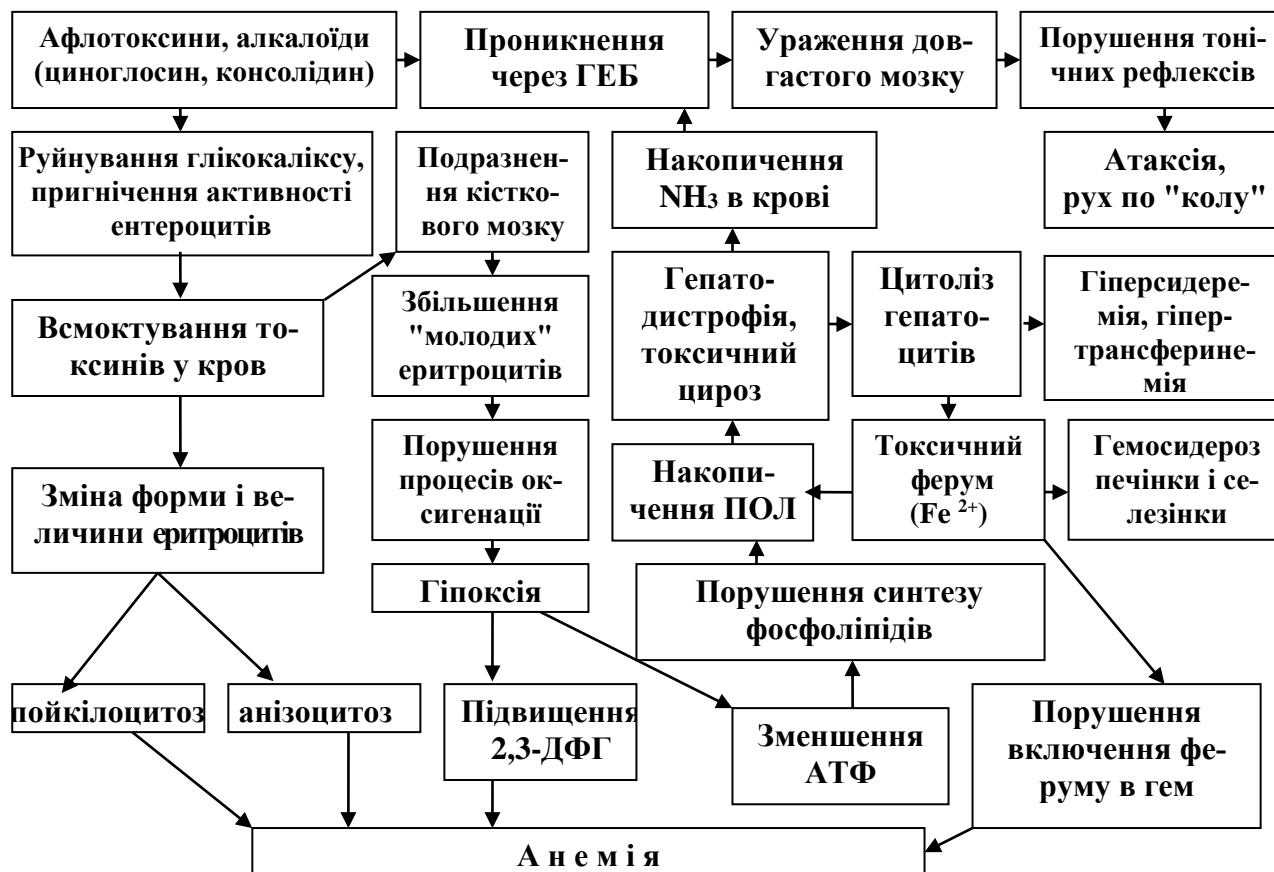 Афлотоксини, алкалоїди
(циноглосин, консолідин)
Проникнення
через ГЕБ
Ураження дов-
гастого мозку
Порушення тоні-
чних рефлексів
Руйнування глікокаліксу,
пригнічення активності
ентероцитів
Подразнен-
ня кістко-
вого мозку
Накопичення
NH₃ в крові
Атаксія,
рух по "колу"
Всмоктування то-
ксинів у кров
Збільшення
"молодих"
еритроцитів
Гепато-
дистрофія,
токсичний
цироз
Цитоліз
гепато-
цитів
Гіперсидере-
мія, гіпер-
трансферине-
мія
Зміна форми і ве-
личини еритроцитів
Порушення
процесів ок-
сигенації
Накопи-
чення ПОЛ
Токсичний
ферум
(Fe ²⁺)
Гемосидероз
печінки і се-
лезінки
Гіпоксія
Порушення синтезу
фосфоліпідів
пойкілоцитоз
анізоцитоз
Підвищення
2,3-ДФГ
Зменшення
АТФ
Порушення
включення фе-
руму в гем
А н е м і я